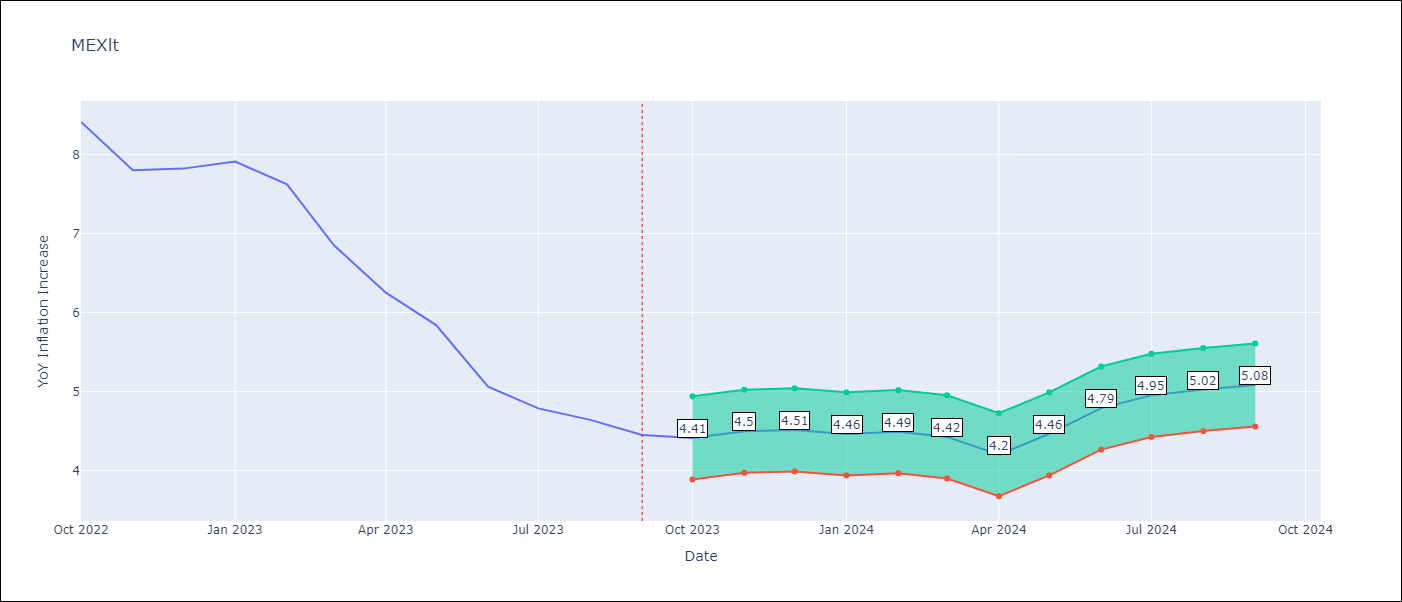 MEXlt
YoY Inflation Increase
8
7
6
5
4
4.41
4.5
4.51
4.46
4.49
4.42
4.2
4.46
4.79
4.95
5.02
5.08
Oct 2022
Jan 2023
Apr 2023
Jul 2023
Oct 2023
Jan 2024
Apr 2024
Jul 2024
Oct 2024
Date